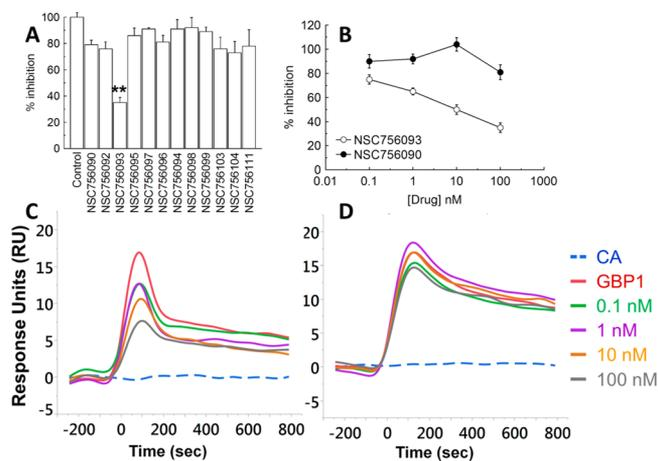 A
% inhibition
100
80
60
40
20
0
Control
NSC756090
NSC756092
NSC756093
NSC756095
NSC756097
NSC756096
NSC756094
NSC756098
NSC756099
NSC756103
NSC756104
NSC756111
**
B
% inhibition
120
100
80
60
40
20
0
NSC756093
NSC756090
0.01 0.1 1 10 100 1000
[Drug] nM
C
Response Units (RU)
20
15
10
5
0
-5
-200 0 200 400 600 800
Time (sec)
D
20
15
10
5
0
-5
-200 0 200 400 600 800
Time (sec)
CA
GBP1
0.1 nM
1 nM
10 nM
100 nM